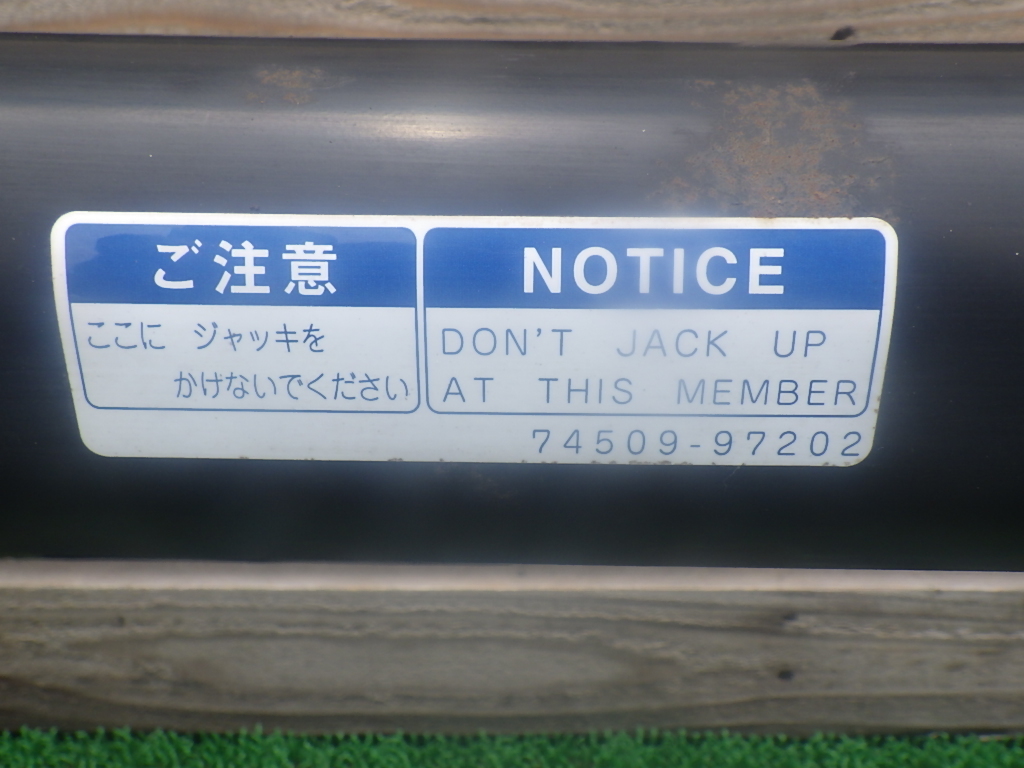 ご注意
ここに ジャッキを
かけないでください
NOTICE
DON'T JACK UP
AT THIS MEMBER
74509-97202